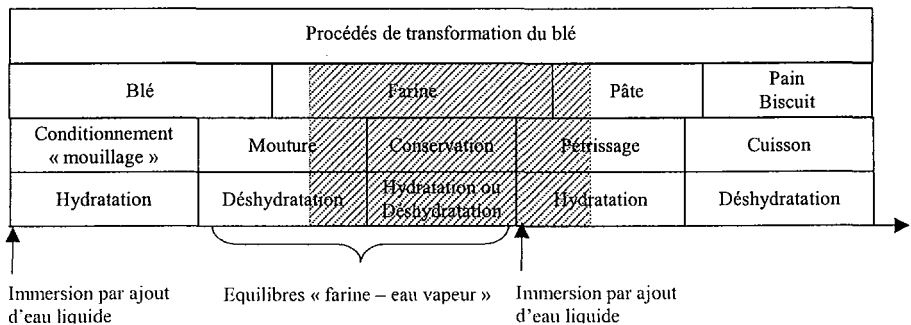 Procédés de transformation du blé
Blé
Farine
Pâte
Pain
Biscuit
Conditionnement
« mouillage »
Mouture
Conservation
Pétrissage
Cuisson
Hydratation
Déshydratation
Hydratation ou
Déshydratation
Hydratation
Déshydratation
Immersion par ajout
d'eau liquide
Equilibres « farine – eau vapeur »
Immersion par ajout
d'eau liquide